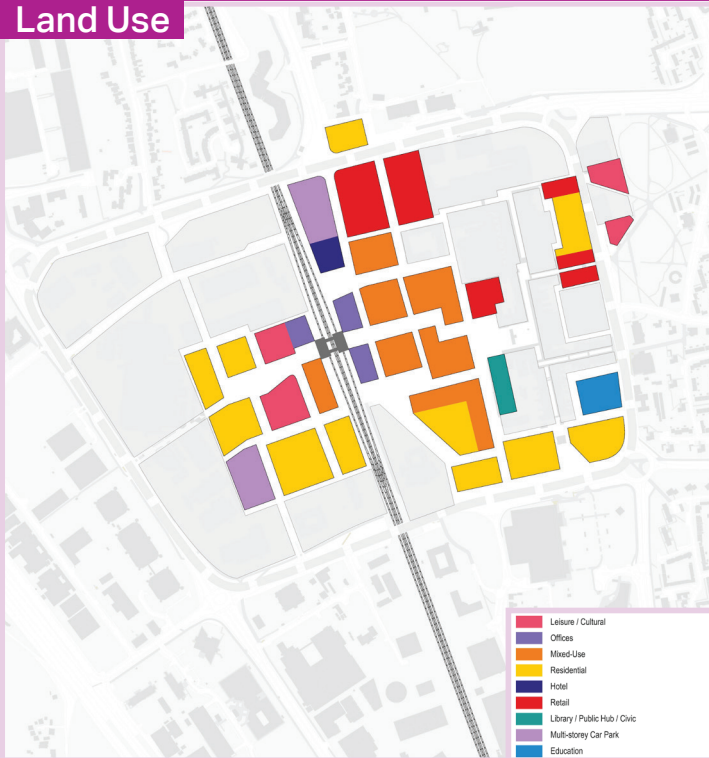 Land Use
Leisure / Cultural
Offices
Mixed-Use
Residential
Hotel
Retail
Library / Public Hub / Civic
Multi-storey Car Park
Education